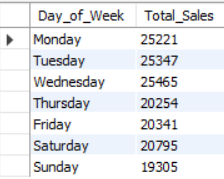 Day_of_Week Total_Sales
Monday 25221
Tuesday 25347
Wednesday 25465
Thursday 20254
Friday 20341
Saturday 20795
Sunday 19305